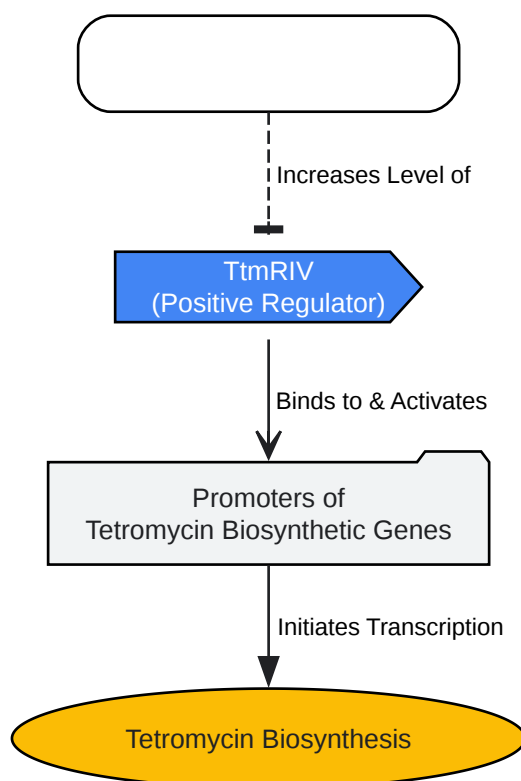 Increases Level of
TtmRIV
(Positive Regulator)
Binds to & Activates
Promoters of
Tetromycin Biosynthetic Genes
Initiates Transcription
Tetromycin Biosynthesis